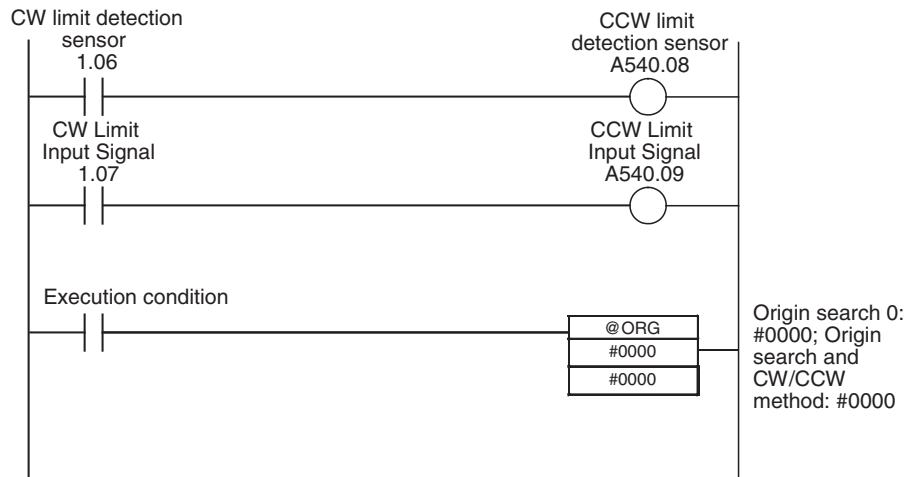 CW limit detection
sensor
1.06
CCW limit
detection sensor
A540.08
CW Limit
Input Signal
1.07
CCW Limit
Input Signal
A540.09
Execution condition
@ORG
#0000
#0000
Origin search 0:
#0000; Origin
search and
CW/CCW
method: #0000